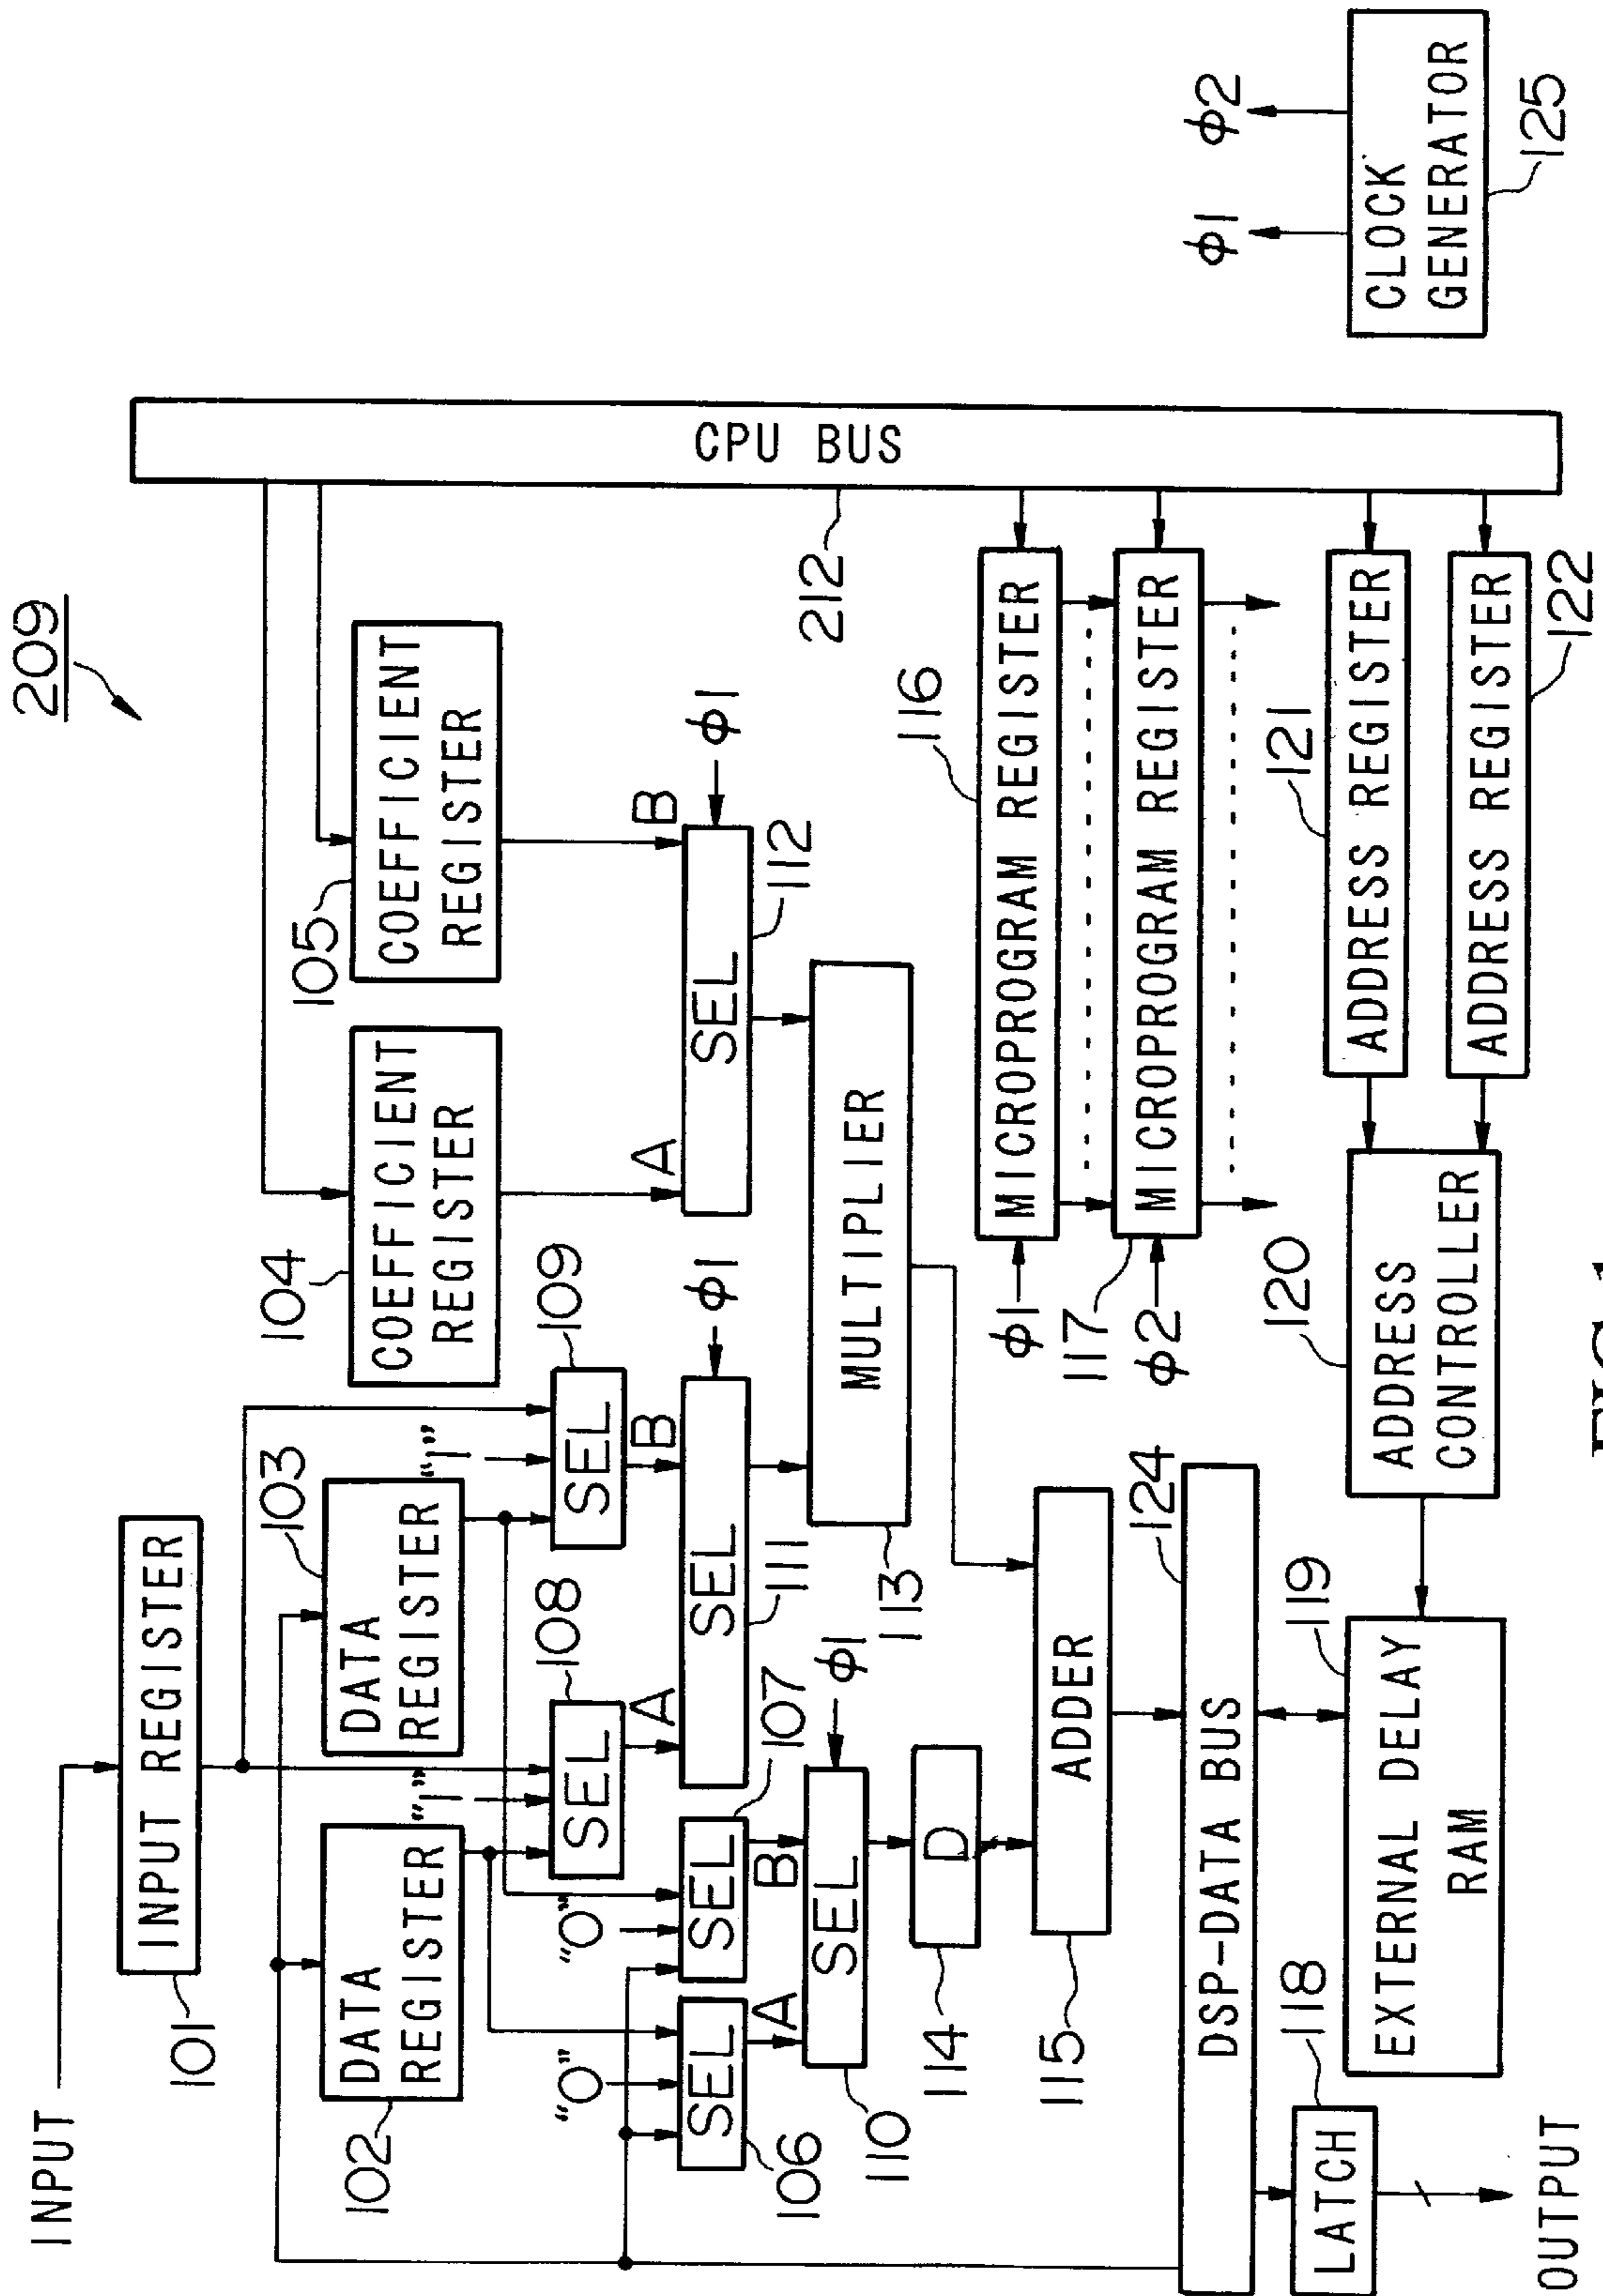 209
INPUT
INPUT REGISTER
101
DATA
REGISTER
102
DATA
REGISTER
103
COEFFICIENT
REGISTER
104
COEFFICIENT
REGISTER
105
"0"
"0"
"1"
"1"
SEL
106
SEL
107
SEL
108
SEL
109
A
B
A
B
A
B
SEL
110
φ1
SEL
111
φ1
SEL
112
φ1
CPU BUS
212
MULTIPLIER
113
D
114
ADDER
115
MICROPROGRAM REGISTER
116
φ1
MICROPROGRAM REGISTER
117
φ2
DSP-DATA BUS
124
LATCH
118
OUTPUT
EXTERNAL DELAY
RAM
119
ADDRESS
CONTROLLER
120
ADDRESS REGISTER
121
ADDRESS REGISTER
122
φ1
φ2
CLOCK
GENERATOR
125
FIG. 1